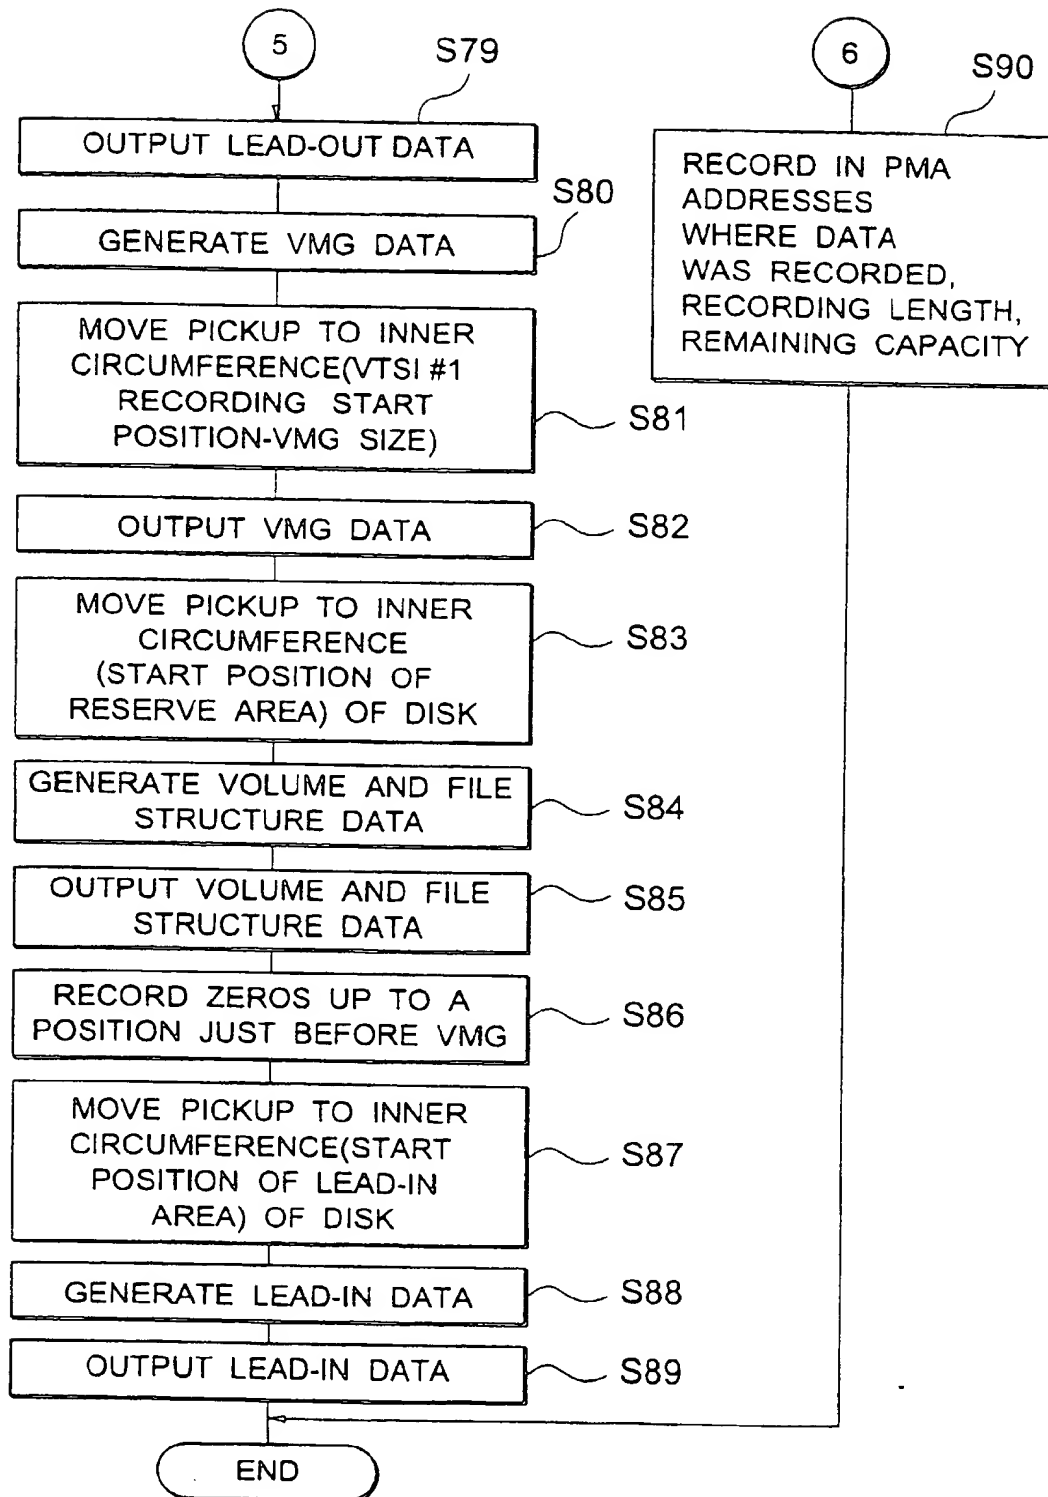 5
S79
OUTPUT LEAD-OUT DATA
S80
GENERATE VMG DATA
MOVE PICKUP TO INNER
CIRCUMFERENCE(VTSI #1
RECORDING START
POSITION-VMG SIZE)
S81
OUTPUT VMG DATA
S82
MOVE PICKUP TO INNER
CIRCUMFERENCE
(START POSITION OF
RESERVE AREA) OF DISK
S83
GENERATE VOLUME AND FILE
STRUCTURE DATA
S84
OUTPUT VOLUME AND FILE
STRUCTURE DATA
S85
RECORD ZEROS UP TO A
POSITION JUST BEFORE VMG
S86
MOVE PICKUP TO INNER
CIRCUMFERENCE(START
POSITION OF LEAD-IN
AREA) OF DISK
S87
GENERATE LEAD-IN DATA
S88
OUTPUT LEAD-IN DATA
S89
END
6
S90
RECORD IN PMA
ADDRESSES
WHERE DATA
WAS RECORDED,
RECORDING LENGTH,
REMAINING CAPACITY